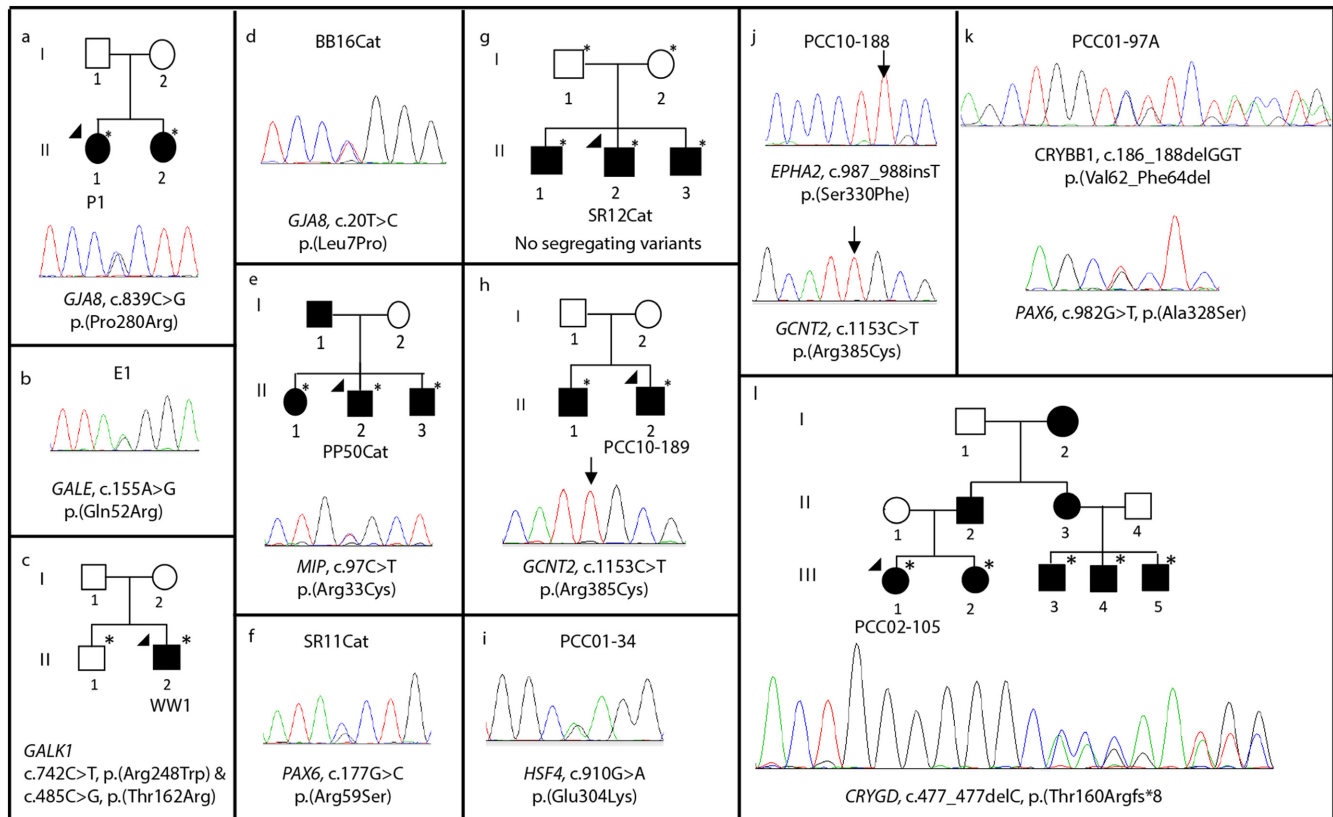 a
I
1 2
* *
II
1 2
P1
GJA8, c.839C>G
p.(Pro280Arg)
b
E1
GALE, c.155A>G
p.(Gln52Arg)
c
I
1 2
* *
II
1 2
WW1
GALK1
c.742C>T, p.(Arg248Trp) &
c.485C>G, p.(Thr162Arg)
d
BB16Cat
GJA8, c.20T>C
p.(Leu7Pro)
e
I
1 2
* * *
II
1 2 3
PP50Cat
MIP, c.97C>T
p.(Arg33Cys)
f
SR11Cat
PAX6, c.177G>C
p.(Arg59Ser)
g
* *
I
1 2
* * *
II
1 2 3
SR12Cat
No segregating variants
h
I
1 2
* *
II
1 2
PCC10-189
GCNT2, c.1153C>T
p.(Arg385Cys)
i
PCC01-34
HSF4, c.910G>A
p.(Glu304Lys)
j
PCC10-188
EPHA2, c.987_988insT
p.(Ser330Phe)
GCNT2, c.1153C>T
p.(Arg385Cys)
k
PCC01-97A
CRYBB1, c.186_188delGGT
p.(Val62_Phe64del
PAX6, c.982G>T, p.(Ala328Ser)
l
I
1 2
II
1 2 3 4
* * * * *
III
1 2 3 4 5
PCC02-105
CRYGD, c.477_477delC, p.(Thr160Argfs*8